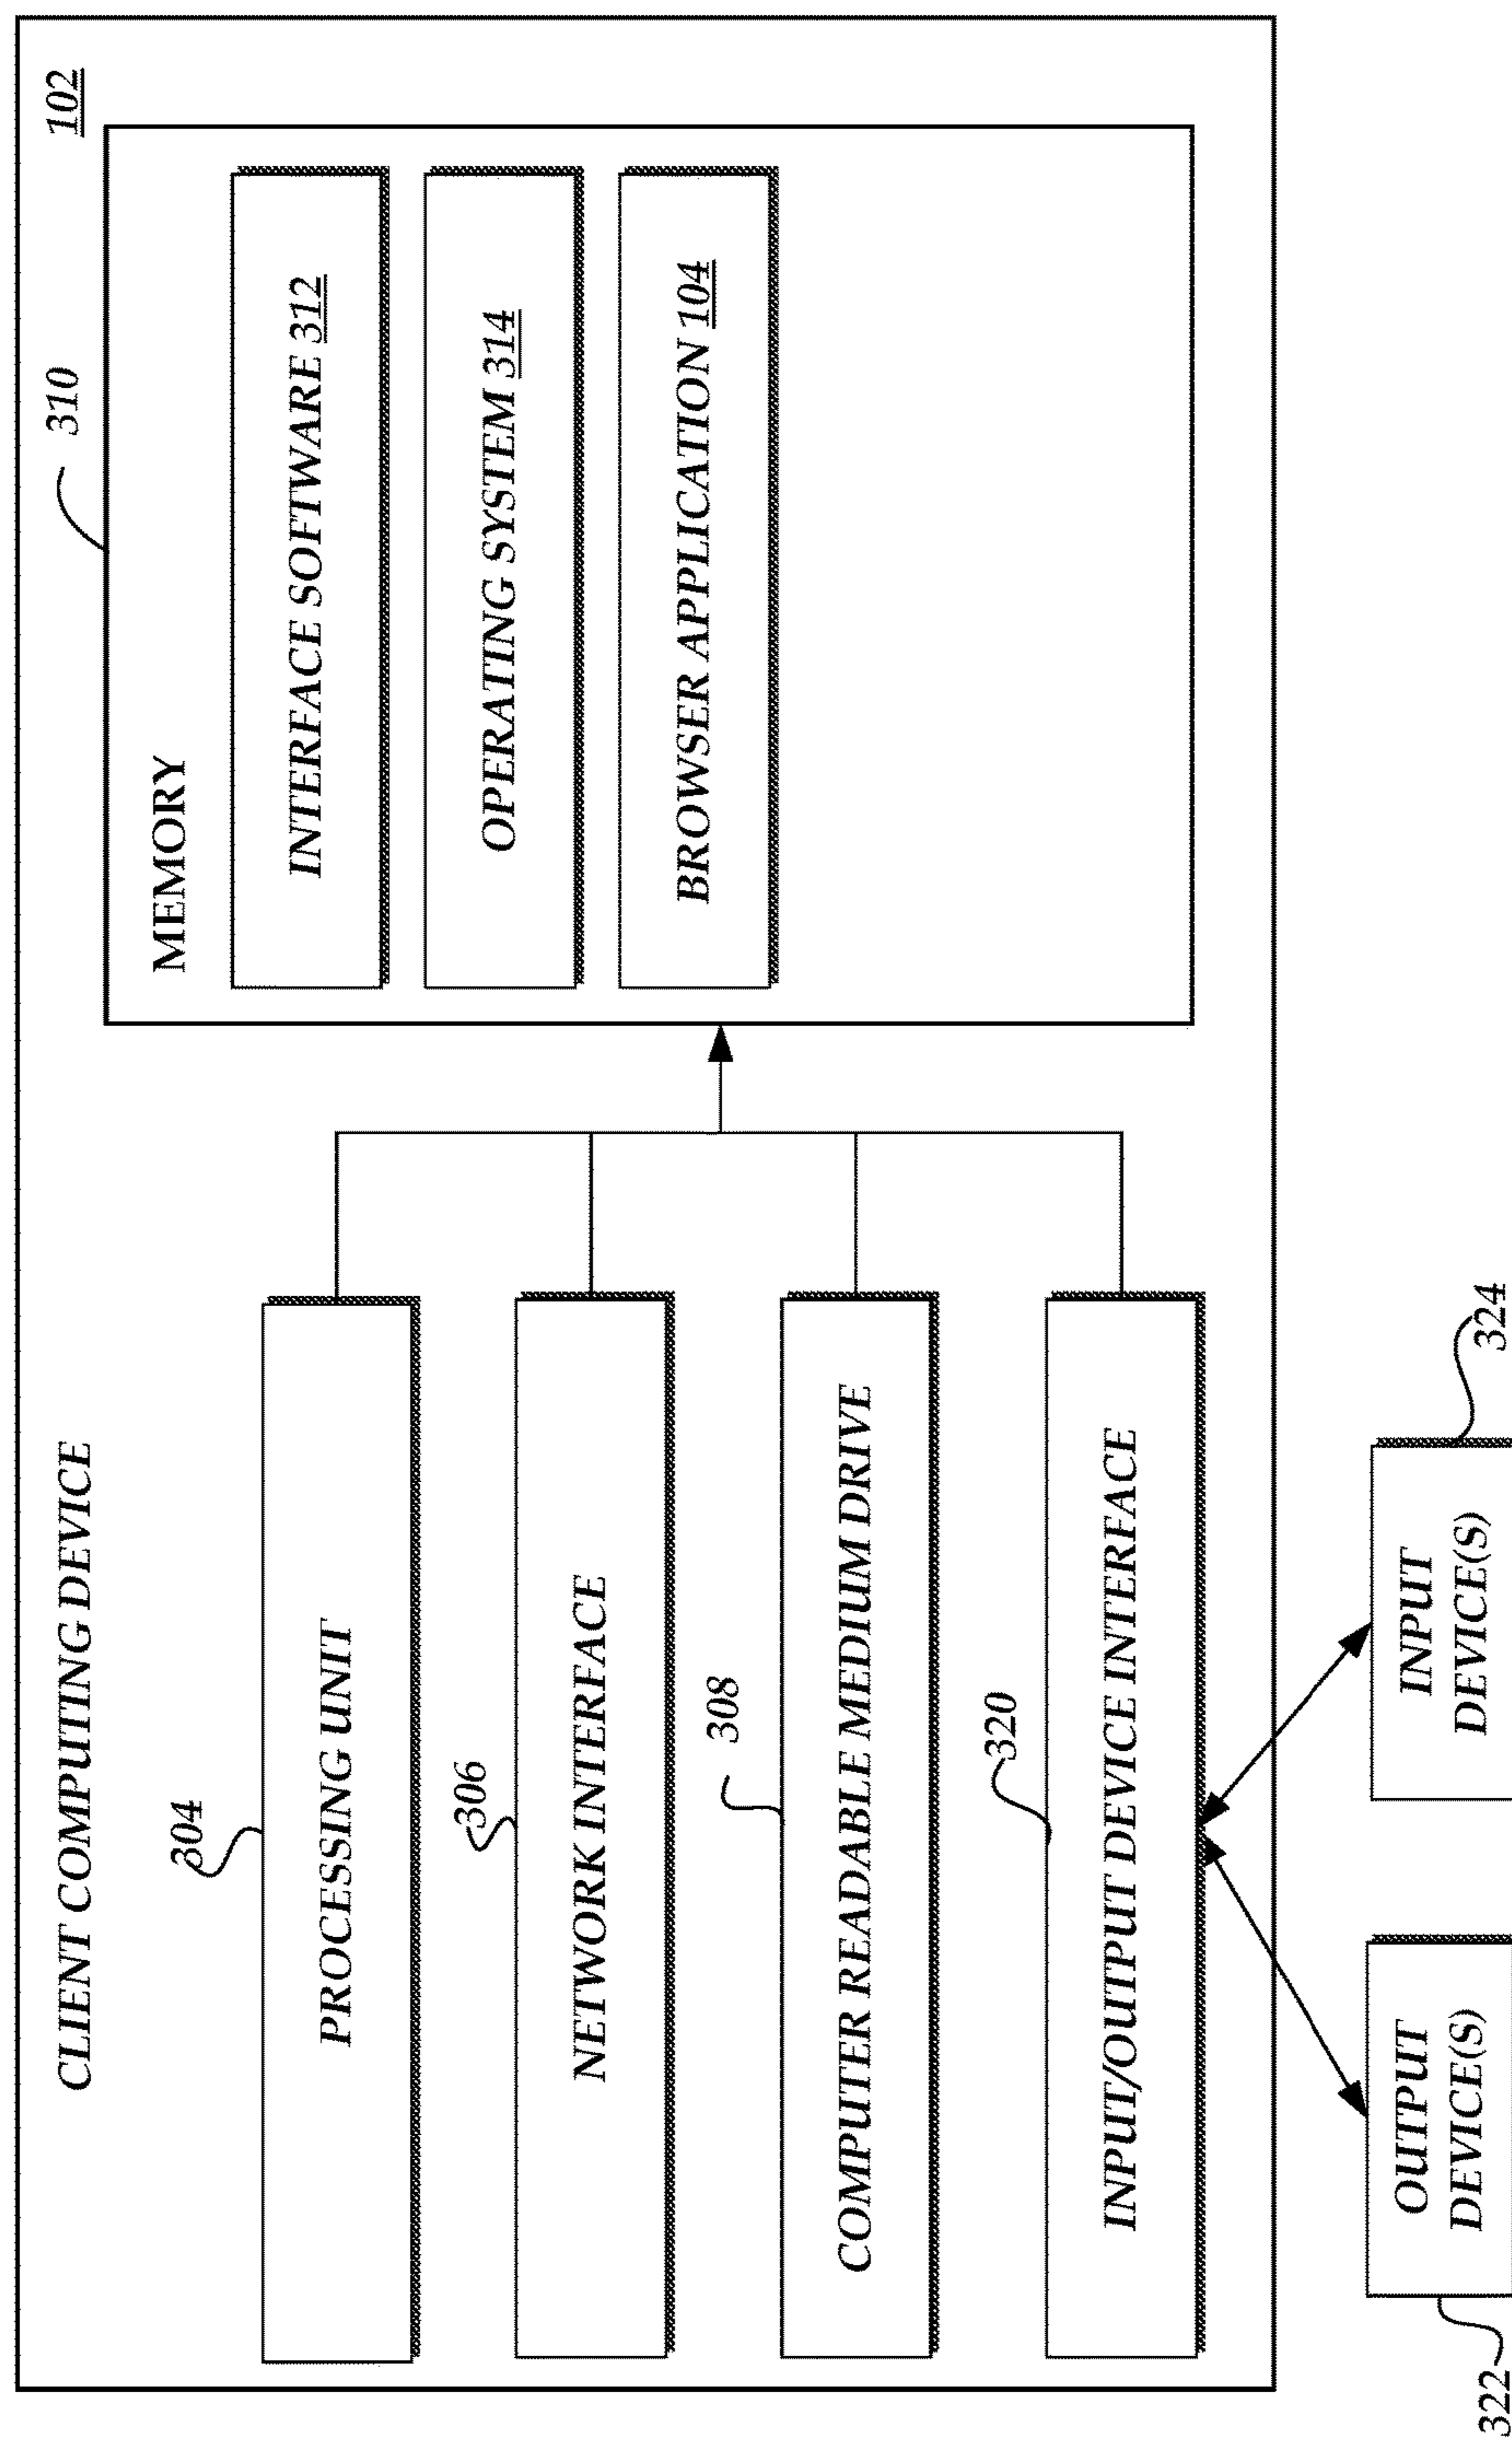 CLIENT COMPUTING DEVICE
102
304
PROCESSING UNIT
306
NETWORK INTERFACE
308
COMPUTER READABLE MEDIUM DRIVE
320
INPUT/OUTPUT DEVICE INTERFACE
310
MEMORY
INTERFACE SOFTWARE 312
OPERATING SYSTEM 314
BROWSER APPLICATION 104
322
OUTPUT
DEVICE(S)
INPUT
DEVICE(S)
324